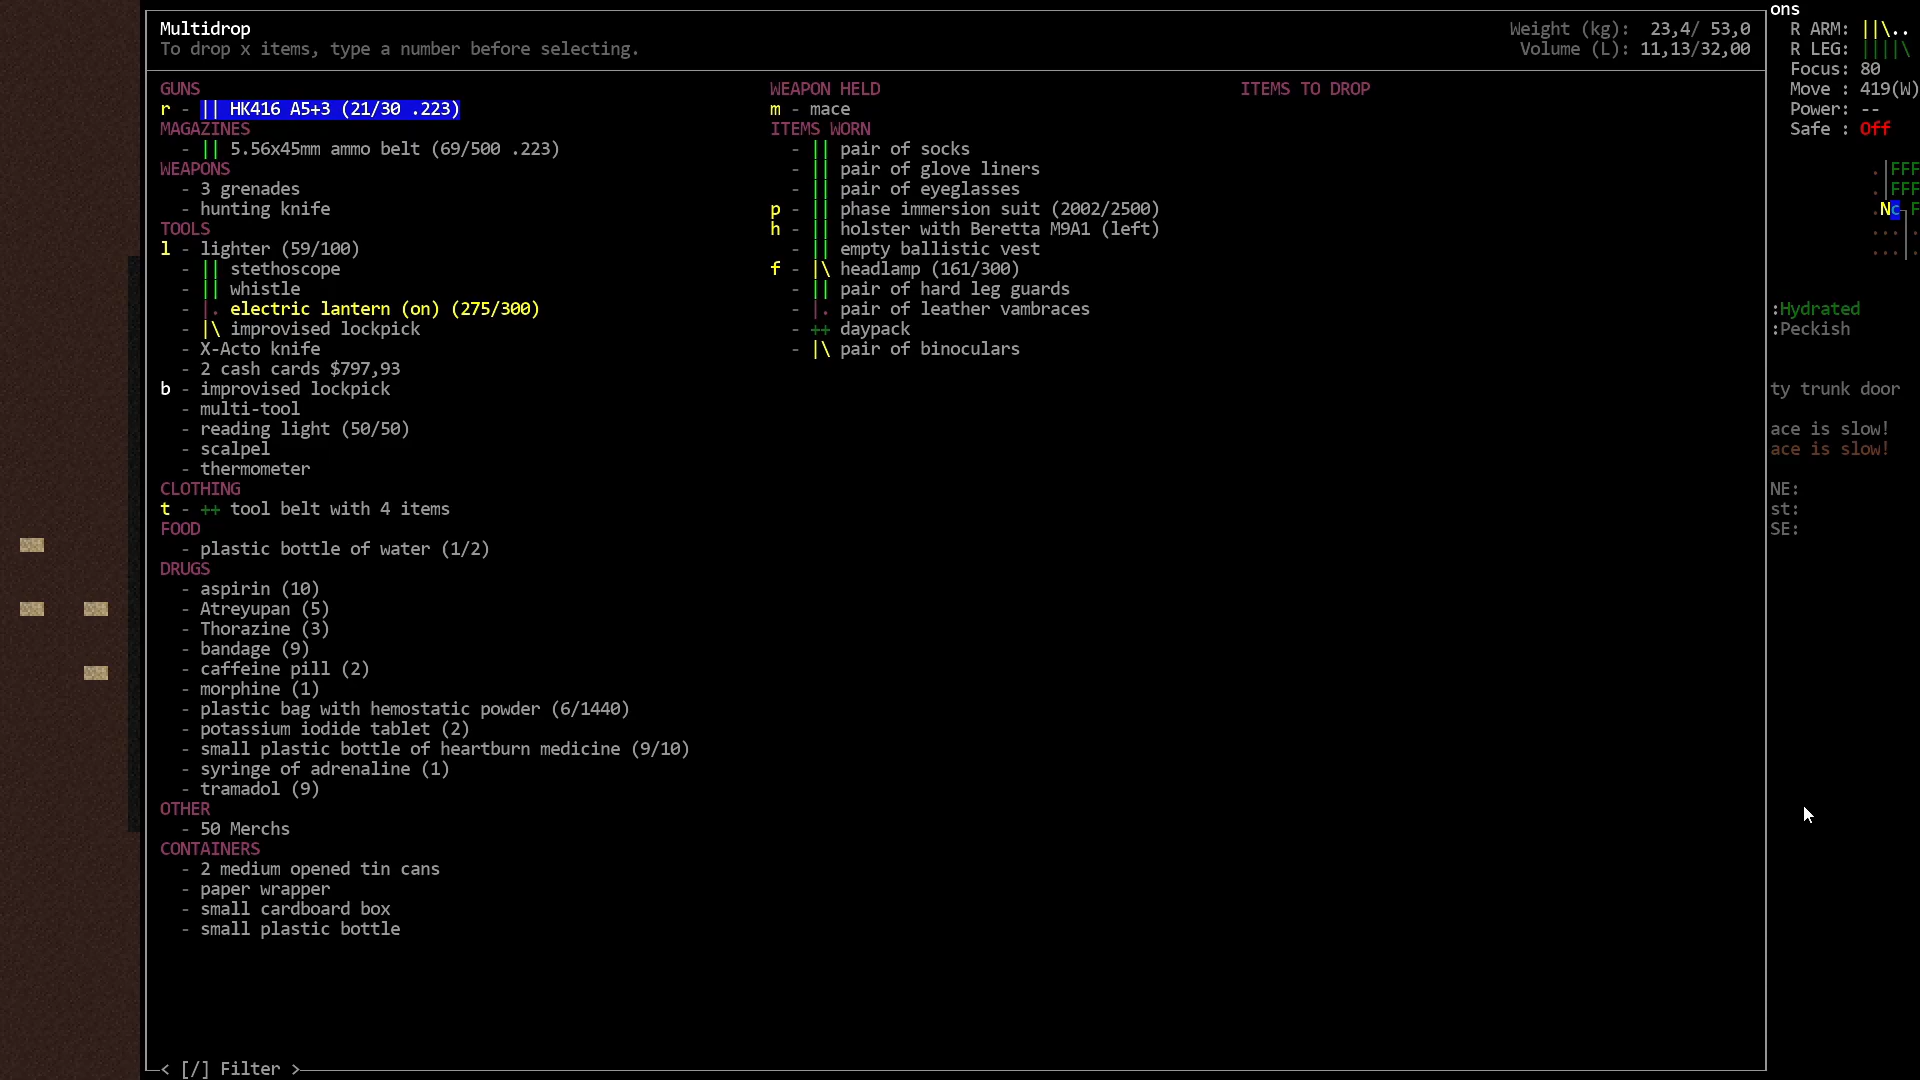 Multidrop
To drop x items, type a number before selecting.
Weight (kg): 23,4/ 53,0
Volume (L): 11,13/32,00
GUNS
r - || HK416 A5+3 (21/30 .223)
MAGAZINES
- || 5.56x45mm ammo belt (69/500 .223)
WEAPONS
- 3 grenades
- hunting knife
TOOLS
l - lighter (59/100)
- || stethoscope
- || whistle
- |. electric lantern (on) (275/300)
- |\ improvised lockpick
- X-Acto knife
- 2 cash cards $797,93
b - improvised lockpick
- multi-tool
- reading light (50/50)
- scalpel
- thermometer
CLOTHING
t - ++ tool belt with 4 items
FOOD
- plastic bottle of water (1/2)
DRUGS
- aspirin (10)
- Atreyupan (5)
- Thorazine (3)
- bandage (9)
- caffeine pill (2)
- morphine (1)
- plastic bag with hemostatic powder (6/1440)
- potassium iodide tablet (2)
- small plastic bottle of heartburn medicine (9/10)
- syringe of adrenaline (1)
- tramadol (9)
OTHER
- 50 Merchs
CONTAINERS
- 2 medium opened tin cans
- paper wrapper
- small cardboard box
- small plastic bottle
< [/] Filter >
WEAPON HELD
m - mace
ITEMS WORN
- || pair of socks
- || pair of glove liners
- || pair of eyeglasses
p - || phase immersion suit (2002/2500)
h - || holster with Beretta M9A1 (left)
- || empty ballistic vest
f - |\ headlamp (161/300)
- || pair of hard leg guards
- |. pair of leather vambraces
- ++ daypack
- |\ pair of binoculars
ITEMS TO DROP
ons
R ARM: ||\..
R LEG: ||||\
Focus: 80
Move : 419(W)
Power: --
Safe : Off
.|FFF
.|FFF
.Nc┐F
...|.
...|.
:Hydrated
:Peckish
ty trunk door
ace is slow!
ace is slow!
NE:
st:
SE: